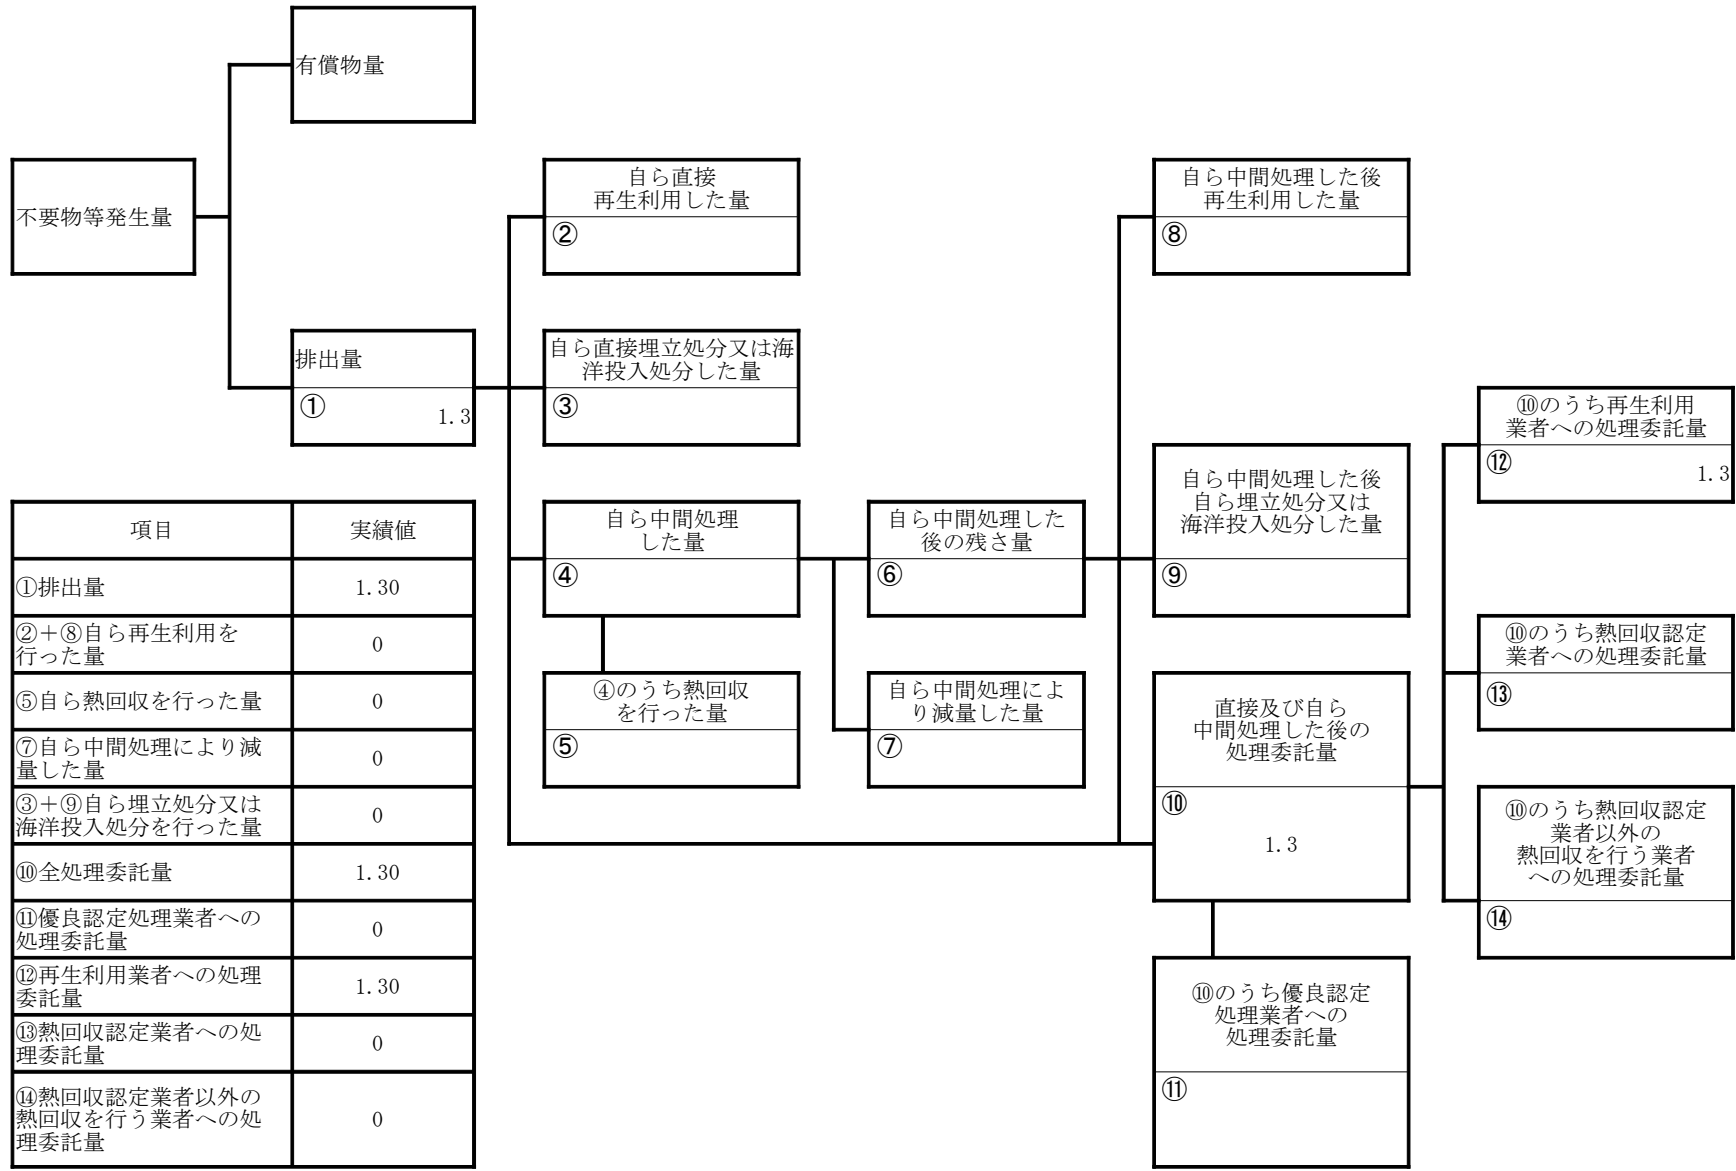 有償物量
不要物等発生量
自ら直接
再生利用した量
②
自ら中間処理した後
再生利用した量
⑧
排出量
①
1.3
自ら直接埋立処分又は海
洋投入処分した量
③
⑩のうち再生利用
業者への処理委託量
⑫
1.3
自ら中間処理した後
自ら埋立処分又は
海洋投入処分した量
⑨
自ら中間処理
した量
④
自ら中間処理した
後の残さ量
⑥
④のうち熱回収
を行った量
⑤
自ら中間処理によ
り減量した量
⑦
⑩のうち熱回収認定
業者への処理委託量
⑬
直接及び自ら
中間処理した後の
処理委託量
⑩
1.3
⑩のうち熱回収認定
業者以外の
熱回収を行う業者
への処理委託量
⑭
⑩のうち優良認定
処理業者への
処理委託量
⑪
項目 実績値
①排出量 1.30
②＋⑧自ら再生利用を
行った量 0
⑤自ら熱回収を行った量 0
⑦自ら中間処理により減
量した量 0
③＋⑨自ら埋立処分又は
海洋投入処分を行った量 0
⑩全処理委託量 1.30
⑪優良認定処理業者への
処理委託量 0
⑫再生利用業者への処理
委託量 1.30
⑬熱回収認定業者への処
理委託量 0
⑭熱回収認定業者以外の
熱回収を行う業者への処
理委託量 0